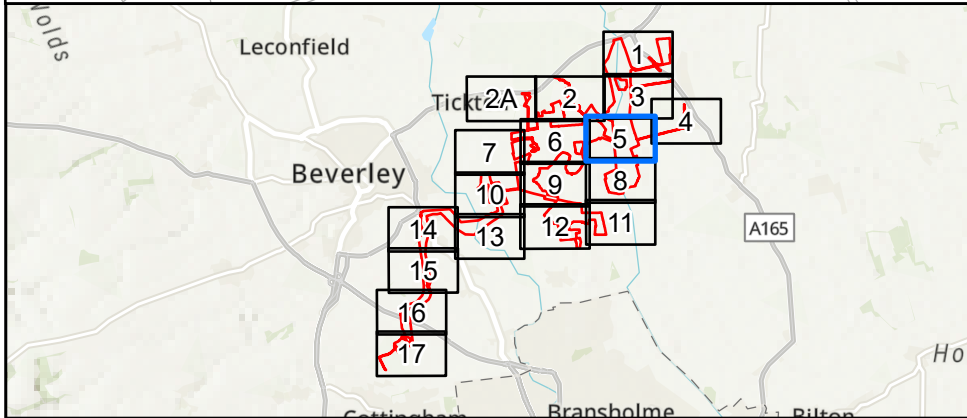 Wolds
Leconfield
1
Tickt
2A
2
3
4
5
6
7
Beverley
8
9
10
A165
11
12
13
14
15
16
17
Ho
Cottingham
Bransholme
Bilton